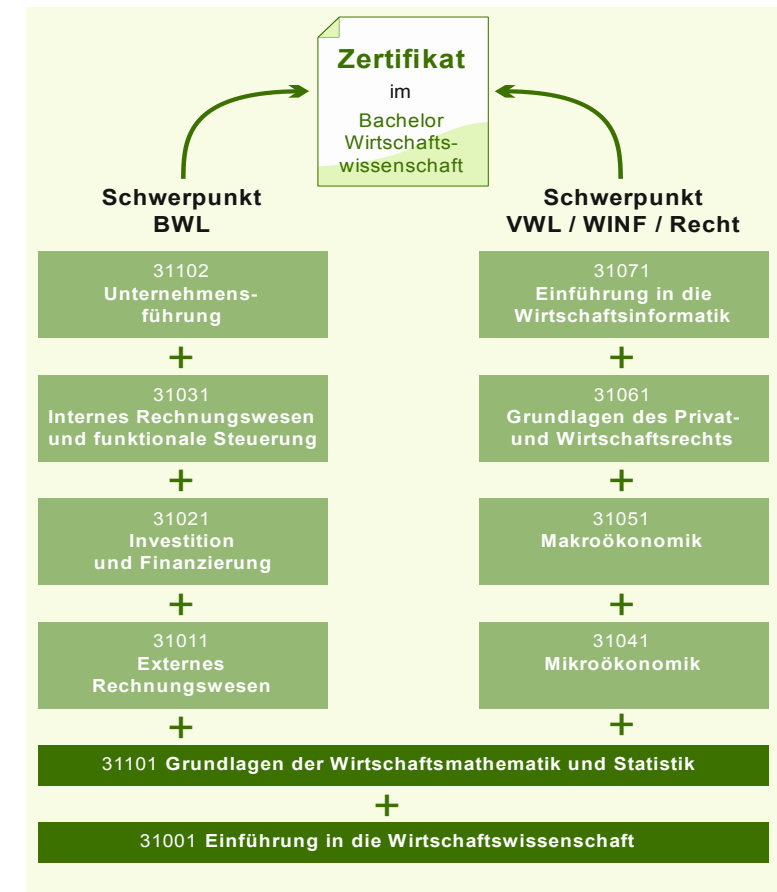 Zertifikat
im
Bachelor
Wirtschafts-
wissenschaft
Schwerpunkt
BWL
31102
Unternehmens-
führung
+
31031
Internes Rechnungswesen
und funktionale Steuerung
+
31021
Investition
und Finanzierung
+
31011
Externes
Rechnungswesen
+
Schwerpunkt
VWL / WINF / Recht
31071
Einführung in die
Wirtschaftsinformatik
+
31061
Grundlagen des Privat-
und Wirtschaftsrechts
+
31051
Makroökonomik
+
31041
Mikroökonomik
+
31101 Grundlagen der Wirtschaftsmathematik und Statistik
+
31001 Einführung in die Wirtschaftswissenschaft